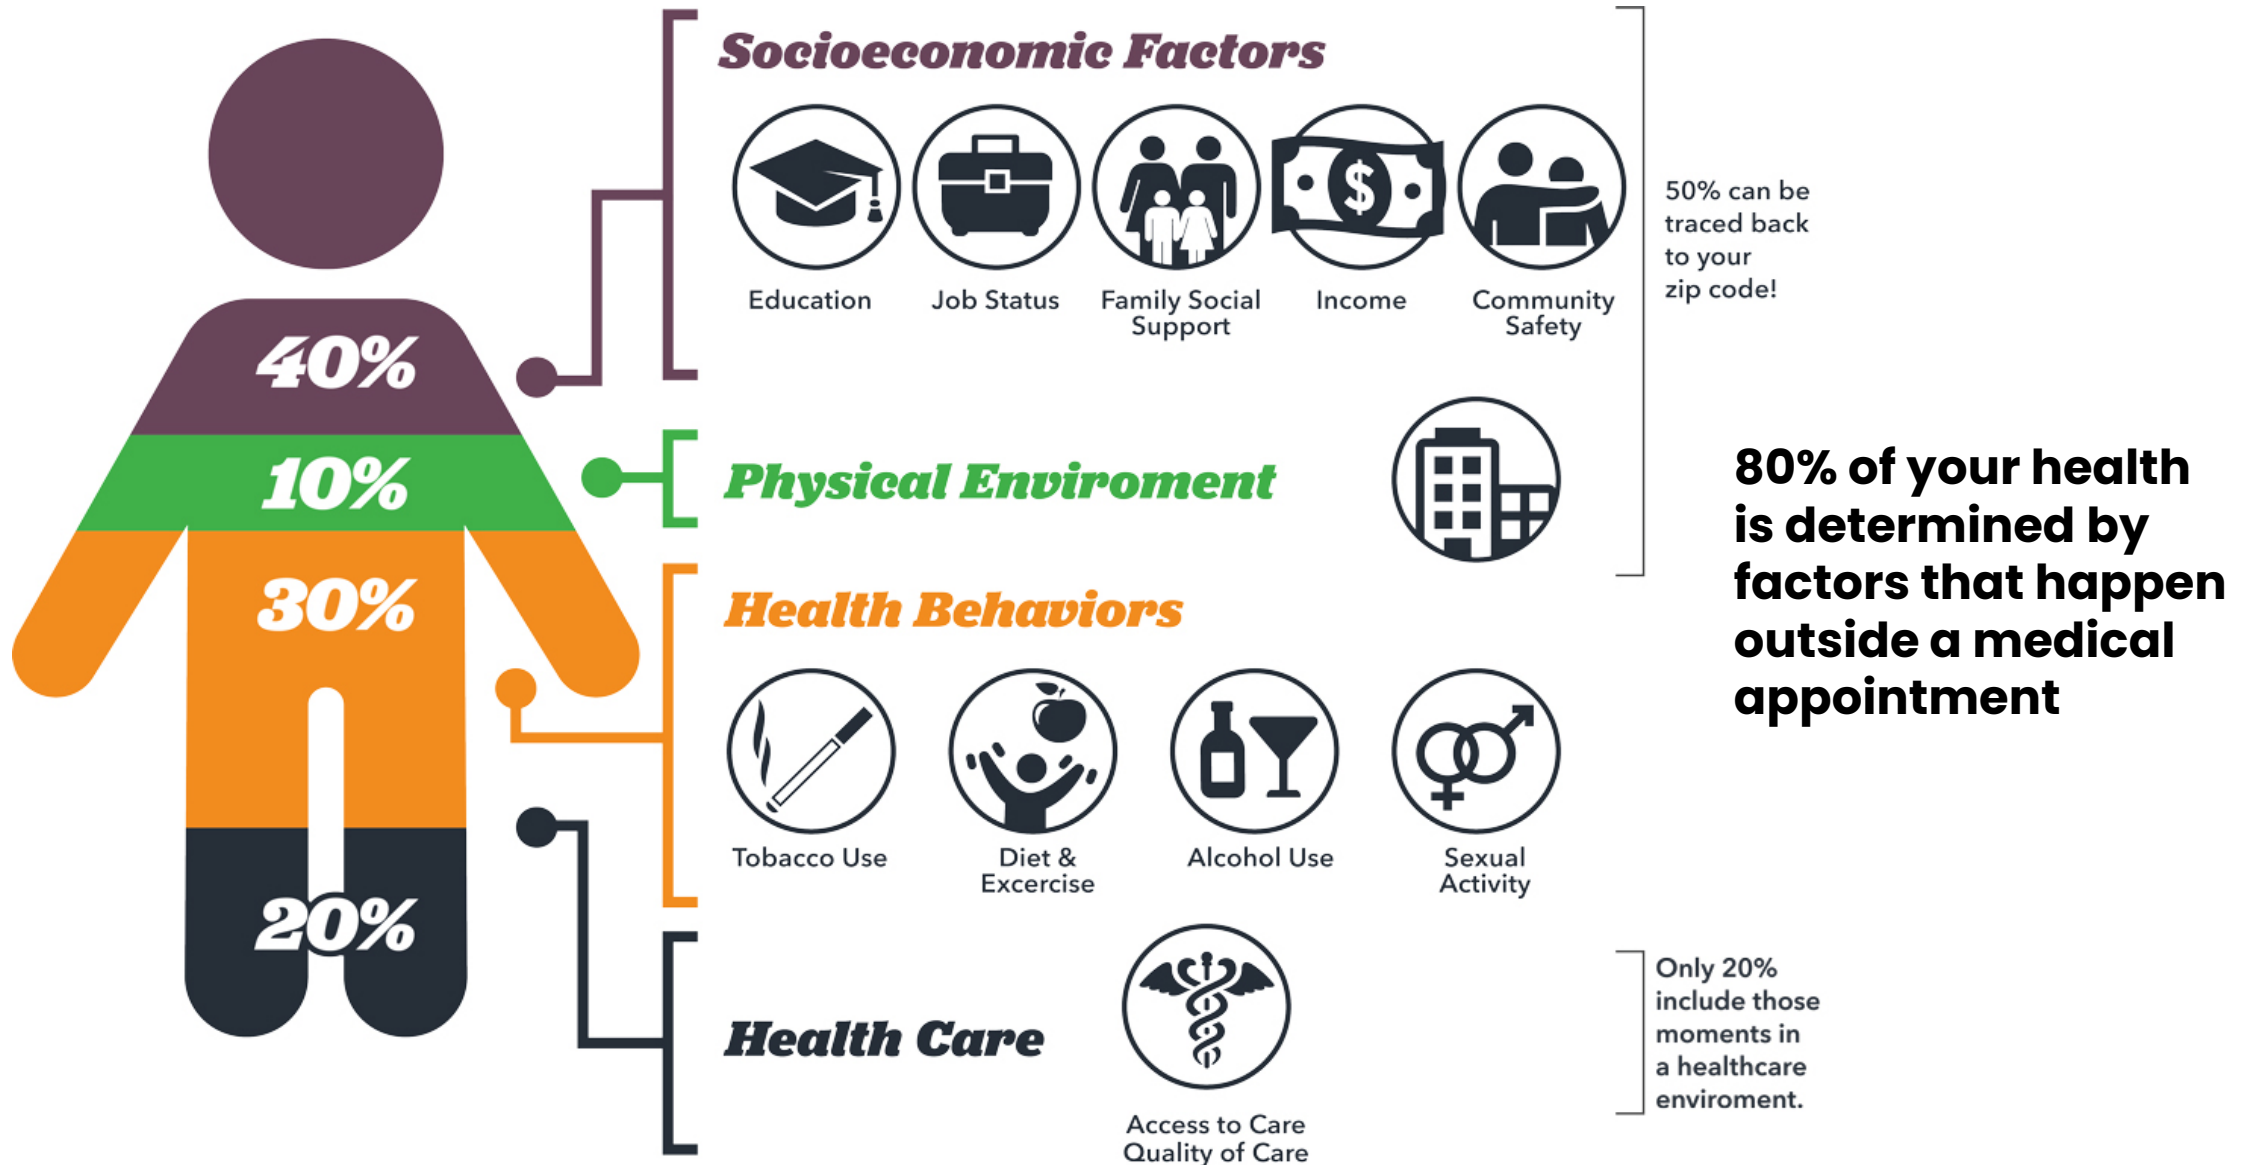 Socioeconomic Factors
$
Education
Job Status
Family Social
Support
Income
Community
Safety
50% can be
traced back
to your
zip code!
40%
10%
Physical Enviroment
30%
Health Behaviors
Tobacco Use
Diet &
Excercise
Alcohol Use
Sexual
Activity
80% of your health
is determined by
factors that happen
outside a medical
appointment
20%
Health Care
Access to Care
Quality of Care
Only 20%
include those
moments in
a healthcare
enviroment.